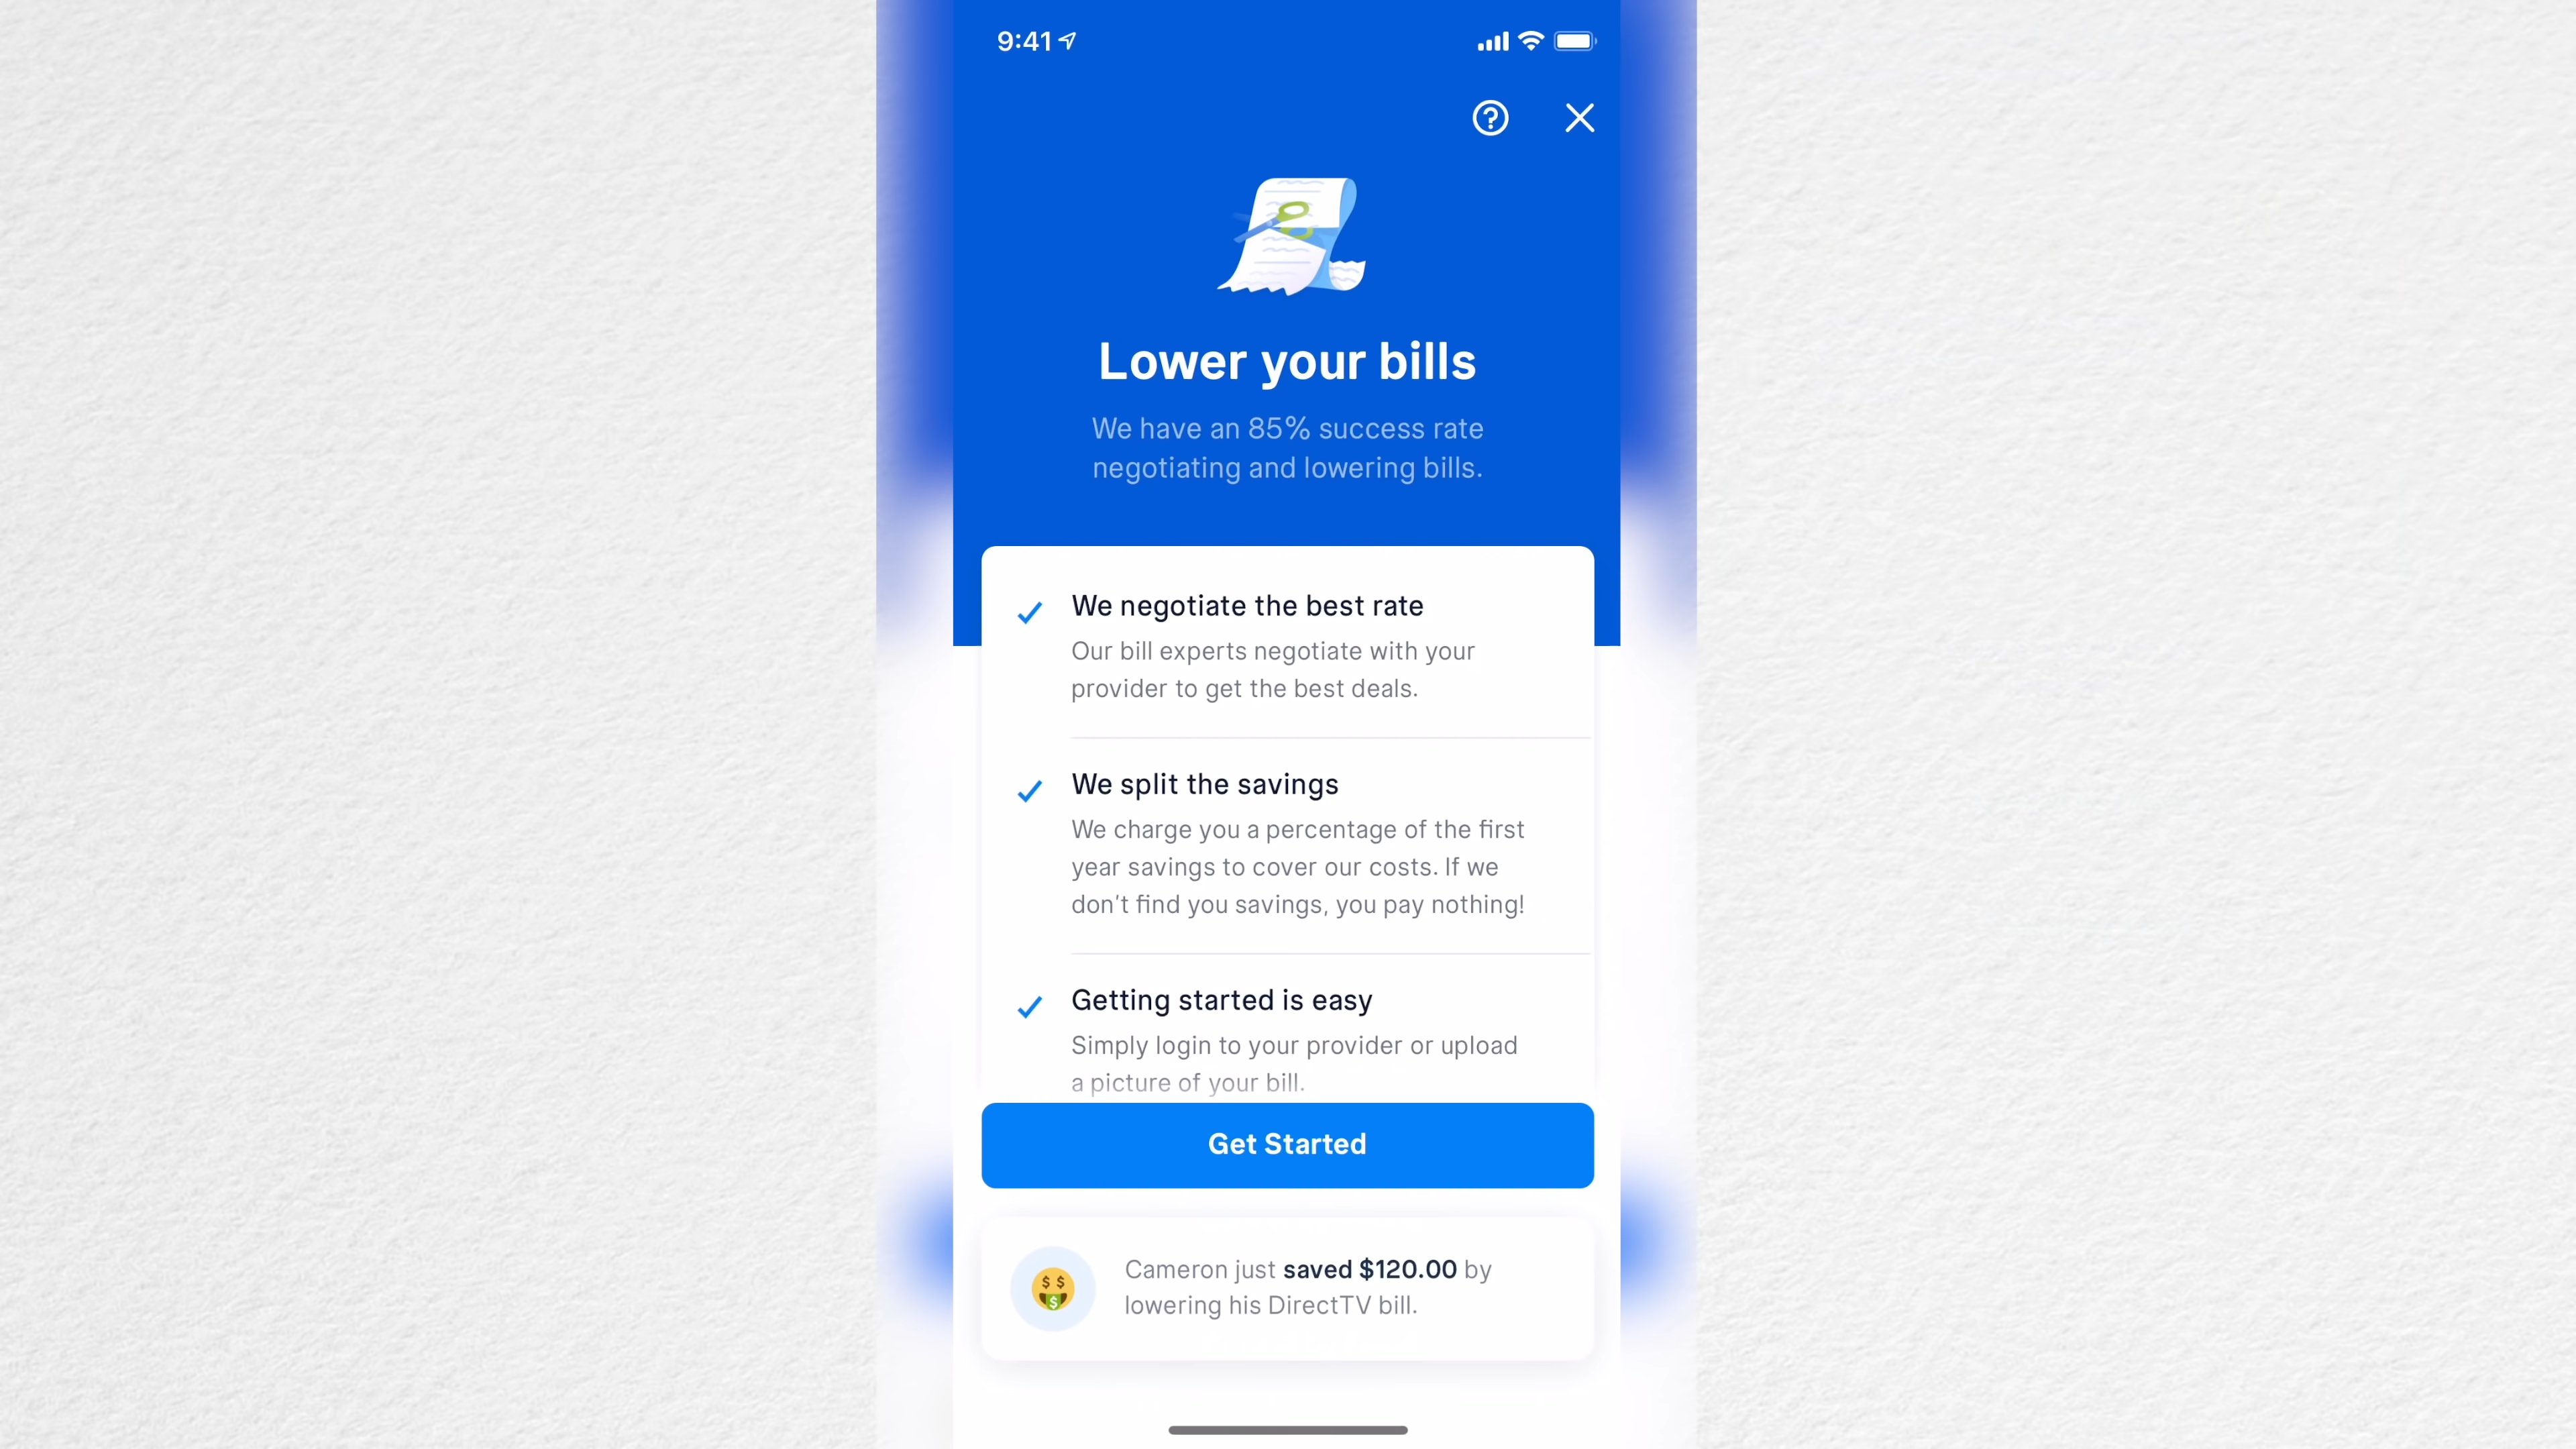 9:41
Lower your bills
We have an 85% success rate
negotiating and lowering bills.
We negotiate the best rate
Our bill experts negotiate with your
provider to get the best deals.
We split the savings
We charge you a percentage of the first
year savings to cover our costs. If we
don't find you savings, you pay nothing!
Getting started is easy
Simply login to your provider or upload
a picture of your bill.
Get Started
Cameron just saved $120.00 by
lowering his DirectTV bill.